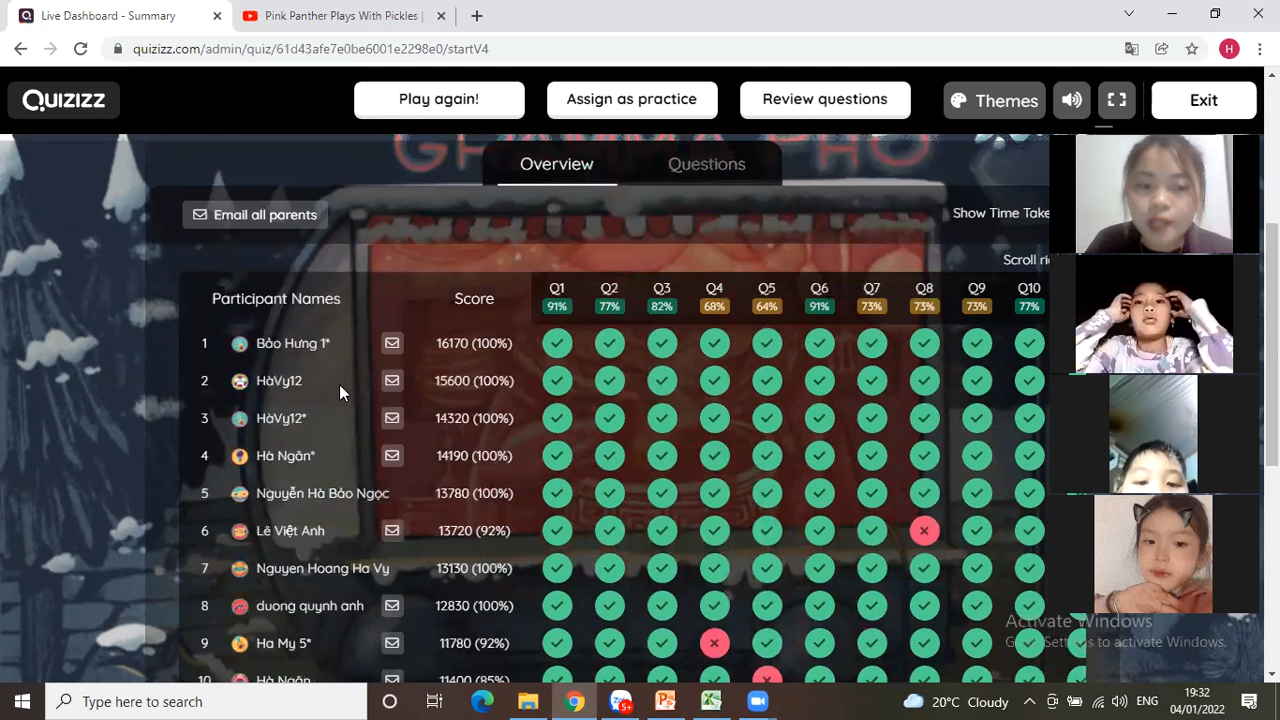 Live Dashboard - Summary
Pink Panther Plays With Pickles |
quizizz.com/admin/quiz/61d43afe7e0be6001e2298e0/startV4
H
QUIZIZZ
Play again!
Assign as practice
Review questions
Themes
Exit
Overview
Questions
Email all parents
Show Time Take
Scroll ri
Participant Names Score Q1 Q2 Q3 Q4 Q5 Q6 Q7 Q8 Q9 Q10
91% 77% 82% 68% 64% 91% 73% 73% 73% 77%
1 Bảo Hưng 1* 16170 (100%)
2 HàVy12 15600 (100%)
3 HàVy12* 14320 (100%)
4 Hà Ngân* 14190 (100%)
5 Nguyễn Hà Bảo Ngọc 13780 (100%)
6 Lê Việt Anh 13720 (92%)
7 Nguyen Hoang Ha Vy 13130 (100%)
8 duong quynh anh 12830 (100%)
9 Ha My 5* 11780 (92%)
10 Hà Ngân 11400 (85%)
Activate Windows
Go to Settings to activate Windows.
Type here to search
5+
20°C Cloudy
ENG
19:32
04/01/2022